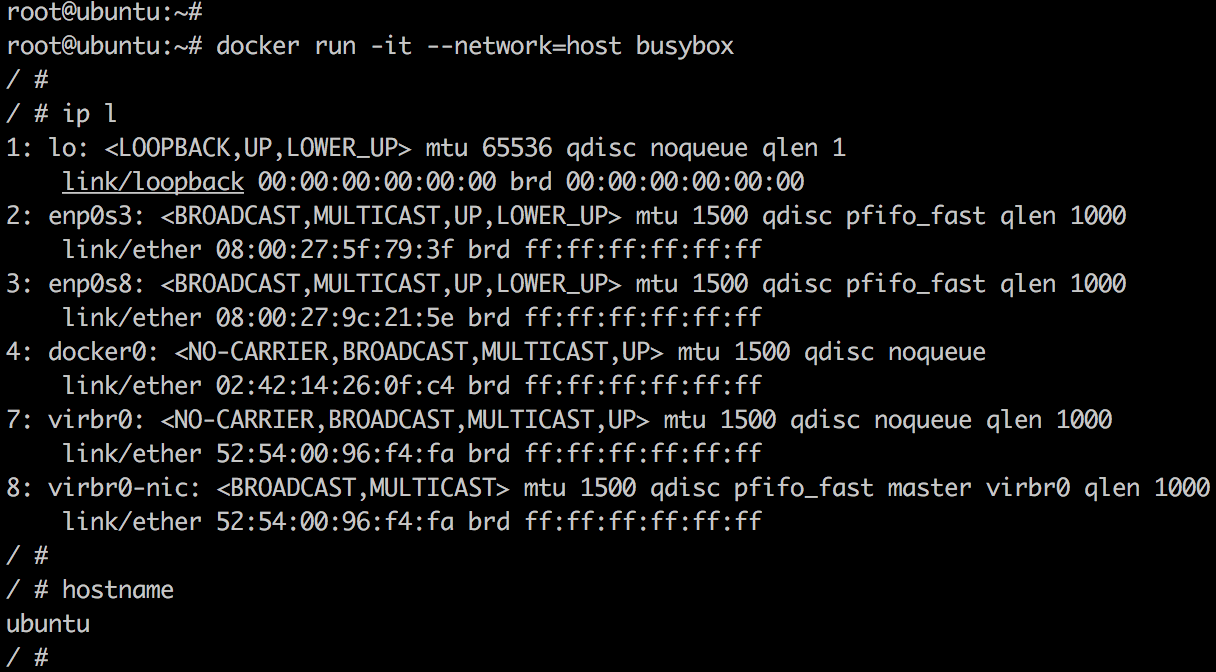 root@ubuntu:~#
root@ubuntu:~# docker run -it --network=host busybox
/ #
/ # ip l
1: lo: <LOOPBACK,UP,LOWER_UP> mtu 65536 qdisc noqueue qlen 1
    link/loopback 00:00:00:00:00:00 brd 00:00:00:00:00:00
2: enp0s3: <BROADCAST,MULTICAST,UP,LOWER_UP> mtu 1500 qdisc pfifo_fast qlen 1000
    link/ether 08:00:27:5f:79:3f brd ff:ff:ff:ff:ff:ff
3: enp0s8: <BROADCAST,MULTICAST,UP,LOWER_UP> mtu 1500 qdisc pfifo_fast qlen 1000
    link/ether 08:00:27:9c:21:5e brd ff:ff:ff:ff:ff:ff
4: docker0: <NO-CARRIER,BROADCAST,MULTICAST,UP> mtu 1500 qdisc noqueue
    link/ether 02:42:14:26:0f:c4 brd ff:ff:ff:ff:ff:ff
7: virbr0: <NO-CARRIER,BROADCAST,MULTICAST,UP> mtu 1500 qdisc noqueue qlen 1000
    link/ether 52:54:00:96:f4:fa brd ff:ff:ff:ff:ff:ff
8: virbr0-nic: <BROADCAST,MULTICAST> mtu 1500 qdisc pfifo_fast master virbr0 qlen 1000
    link/ether 52:54:00:96:f4:fa brd ff:ff:ff:ff:ff:ff
/ #
/ # hostname
ubuntu
/ #